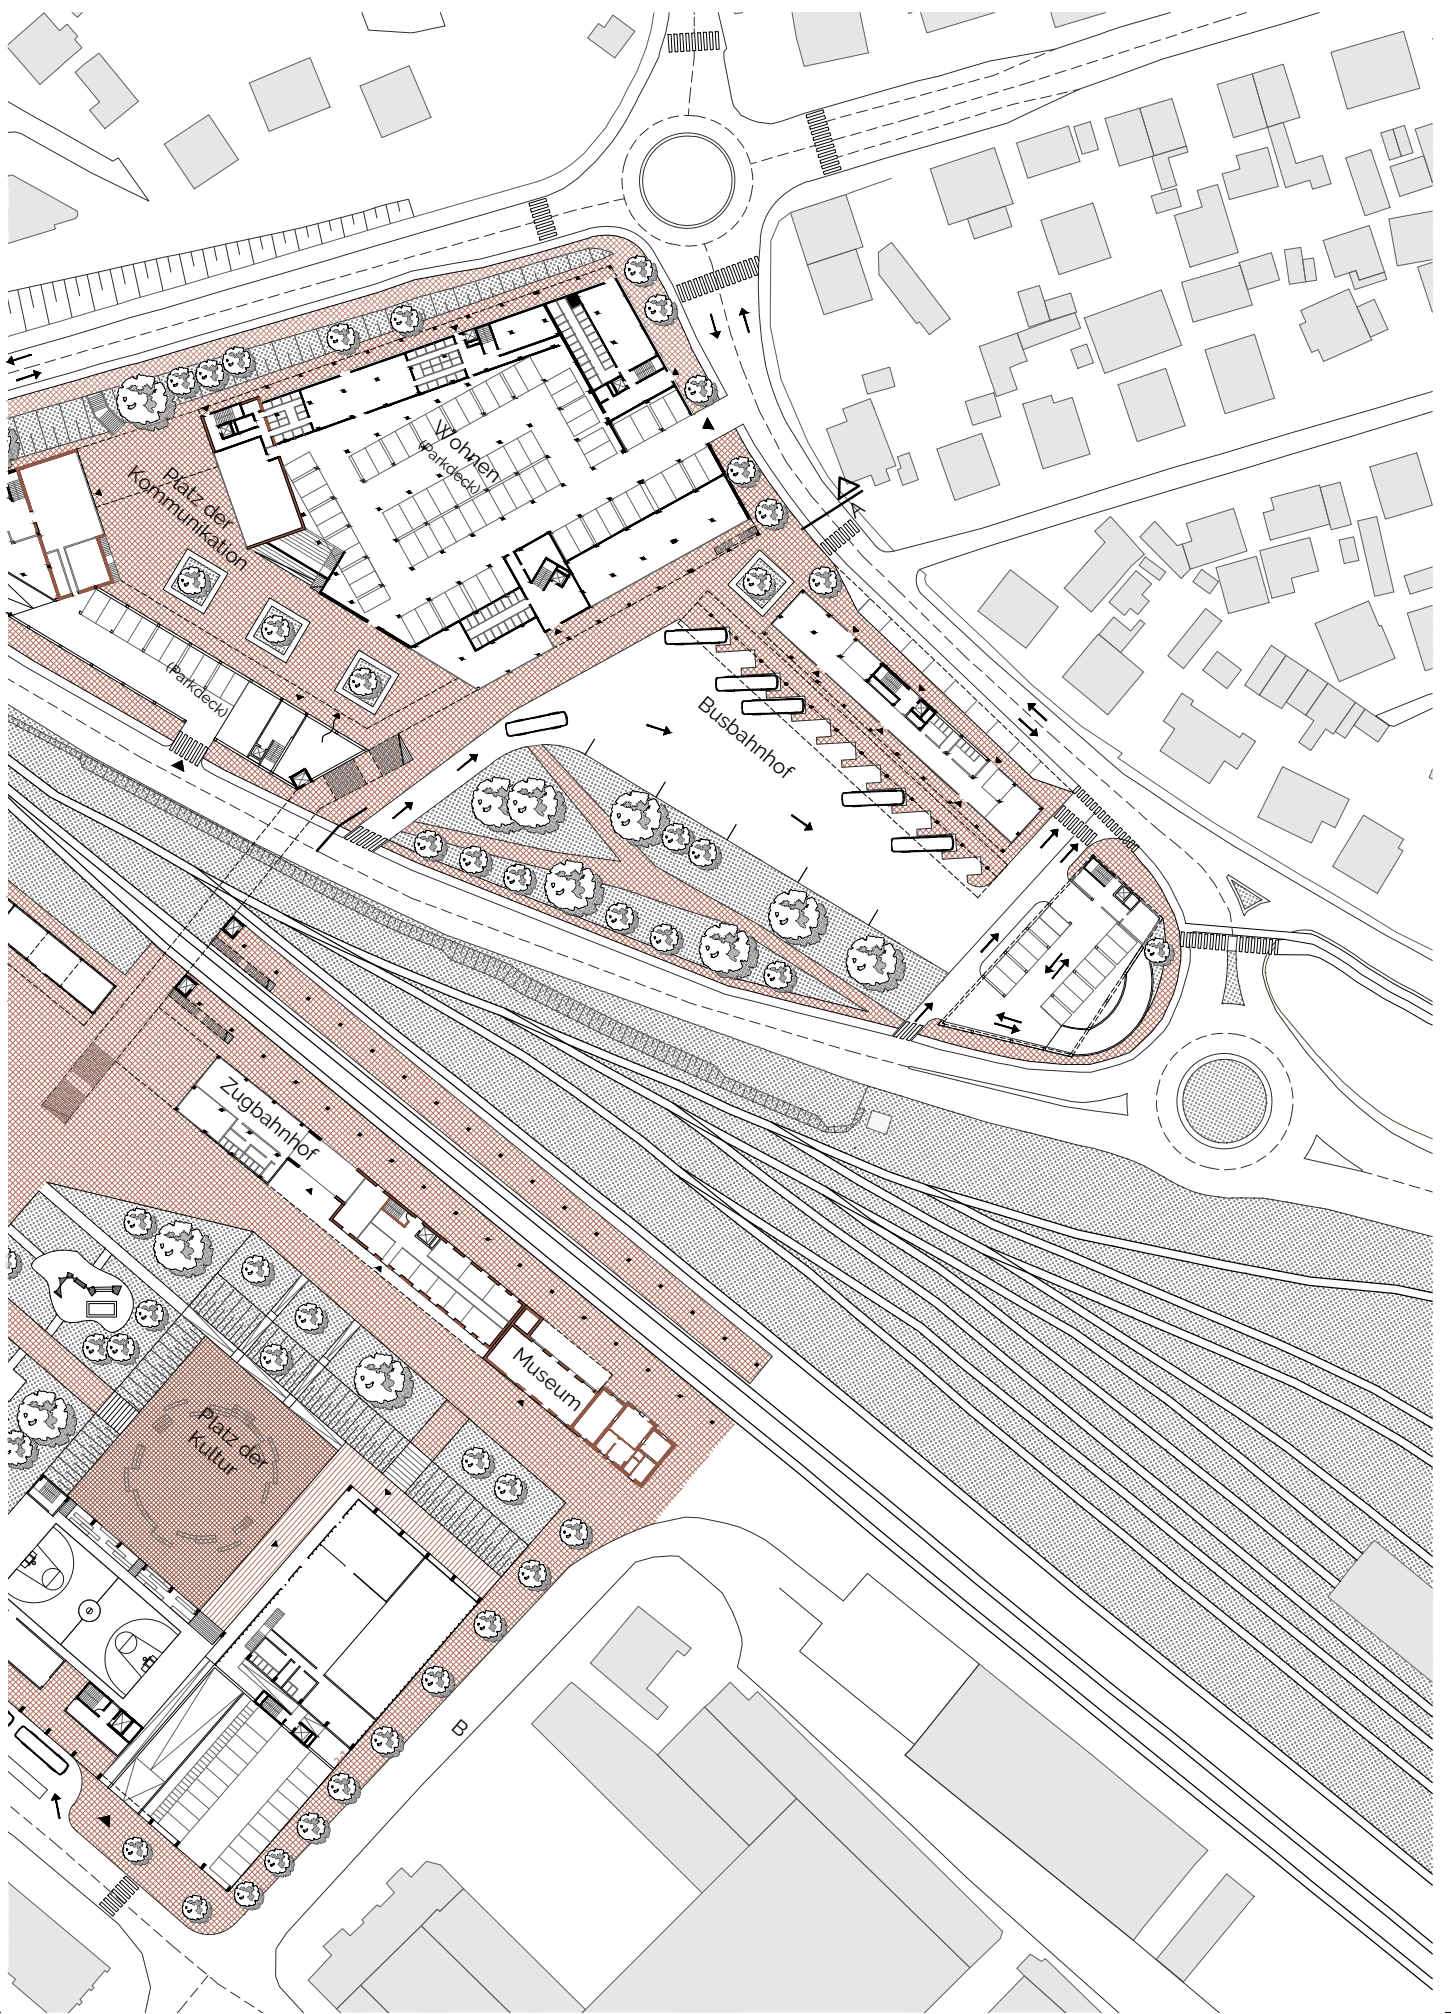 Wohnen
(Parkdeck)
Platz der
Kommunikation
A
(Parkdeck)
Busbahnhof
Zugbahnhof
Museum
Platz der
Kultur
B